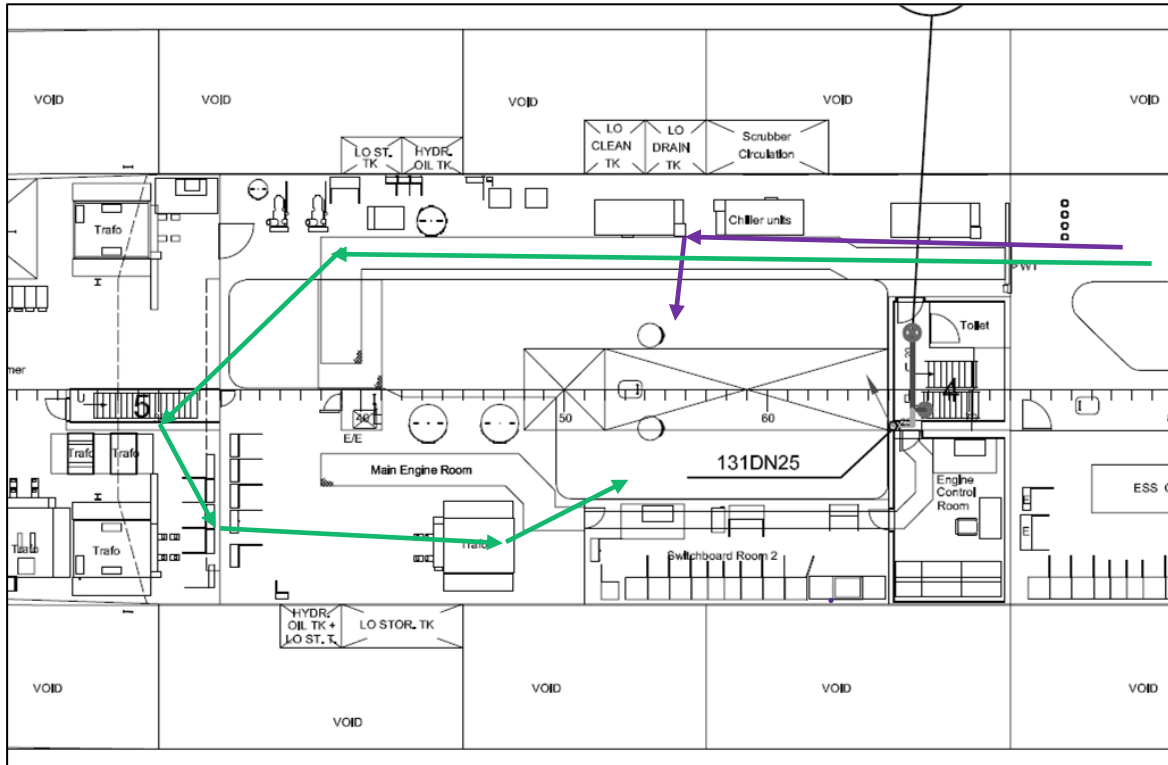 VOID
VOID
VOID
VOID
VOID
LO ST.
TK
HYDR.
OIL TK
LO
CLEAN
TK
LO
DRAIN
TK
Scrubber
Circulation
Trafo
Chiller units
WT
Toilet
mer
5
4
40
50
60
20
E/E
Trafo
Trafo
Main Engine Room
131DN25
Engine
Control
Room
ESS
E
E
Trafo
Trafo
Trafo
Switchboard Room 2
HYDR.
OIL TK +
LO ST. T.
LO STOR. TK
VOID
VOID
VOID
VOID
VOID